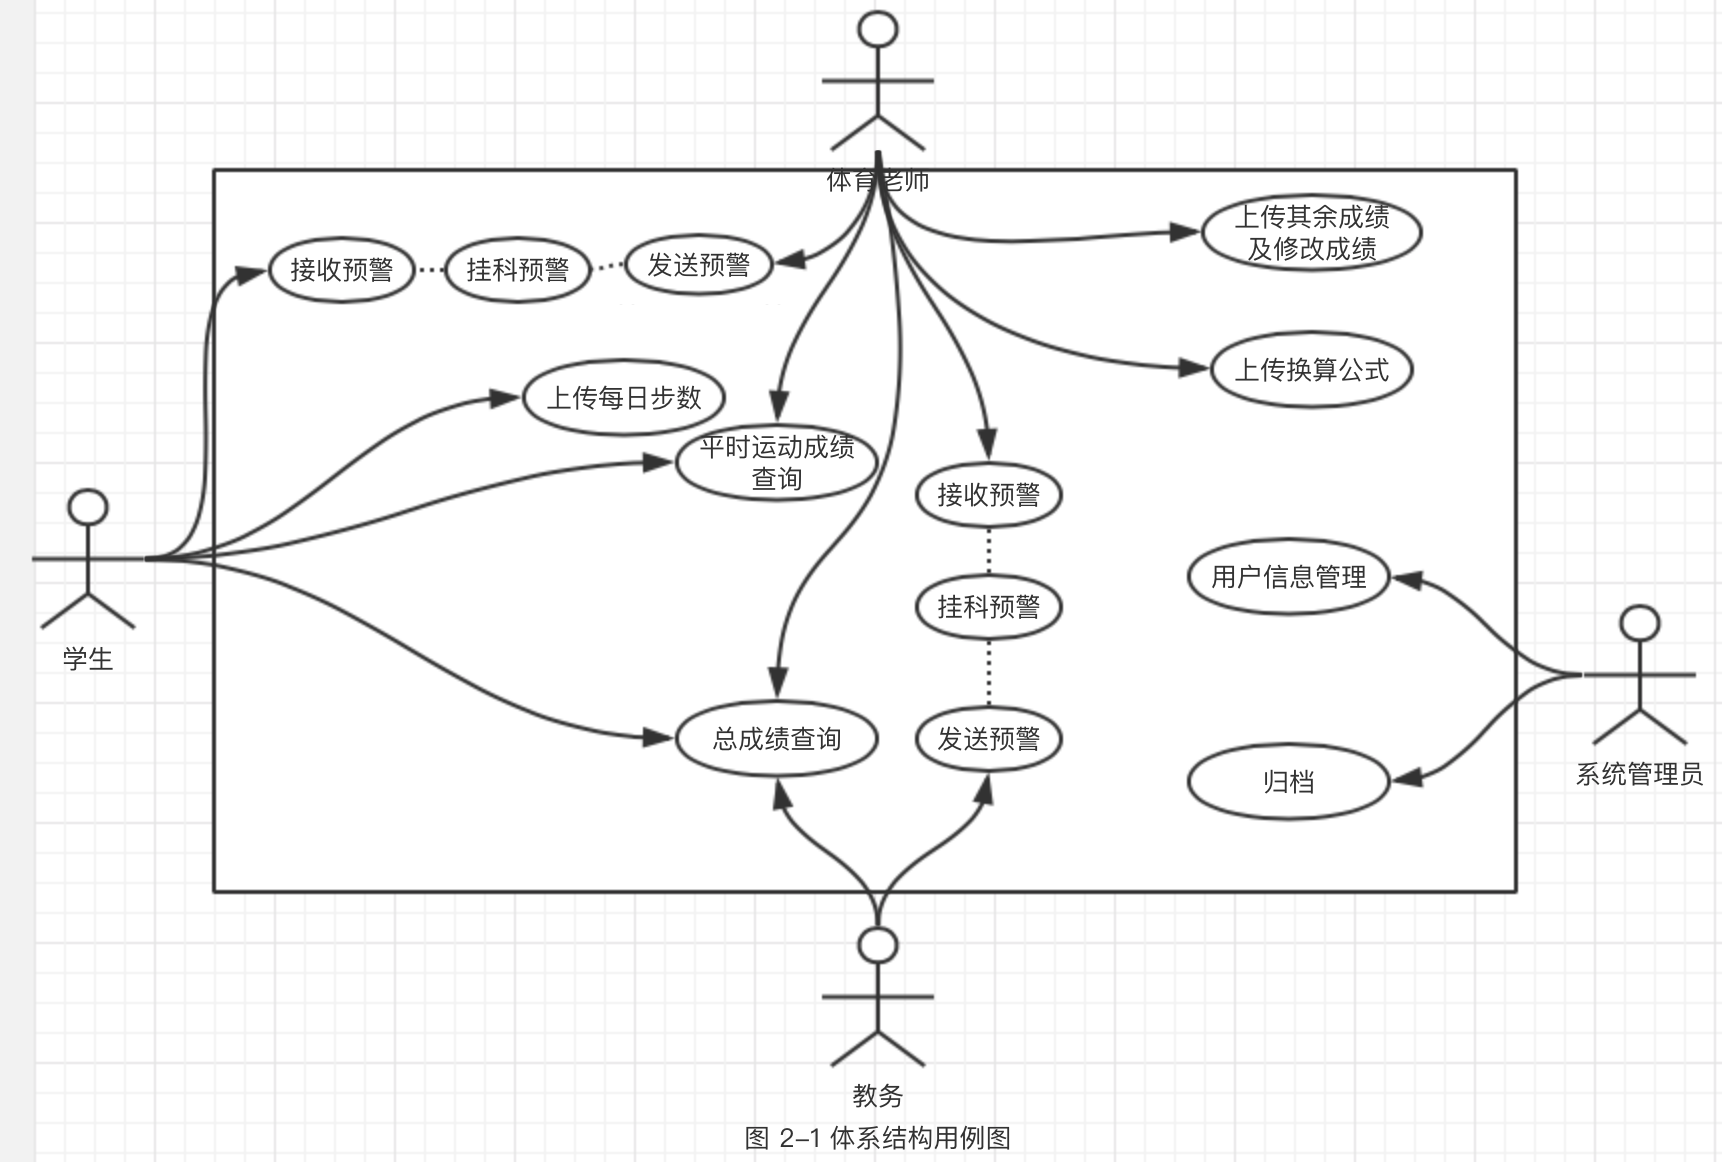 体育老师
上传其余成绩
及修改成绩
接收预警
挂科预警
发送预警
上传换算公式
上传每日步数
平时运动成绩
查询
接收预警
用户信息管理
挂科预警
学生
总成绩查询
发送预警
归档
系统管理员
教务
图 2-1 体系结构用例图